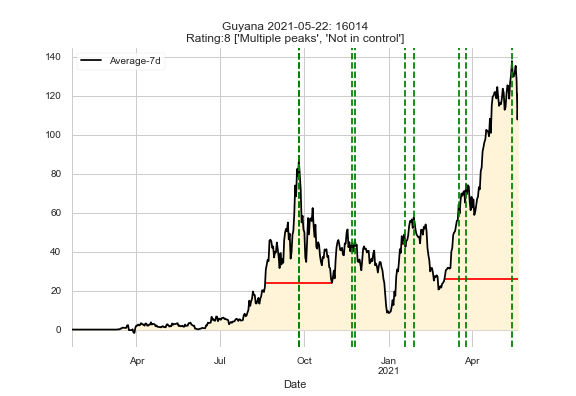 Guyana 2021-05-22: 16014
Rating:8 ['Multiple peaks', 'Not in control']
Average-7d
140
120
100
80
60
40
20
0
Apr
Jul
Oct
Jan
2021
Apr
Date